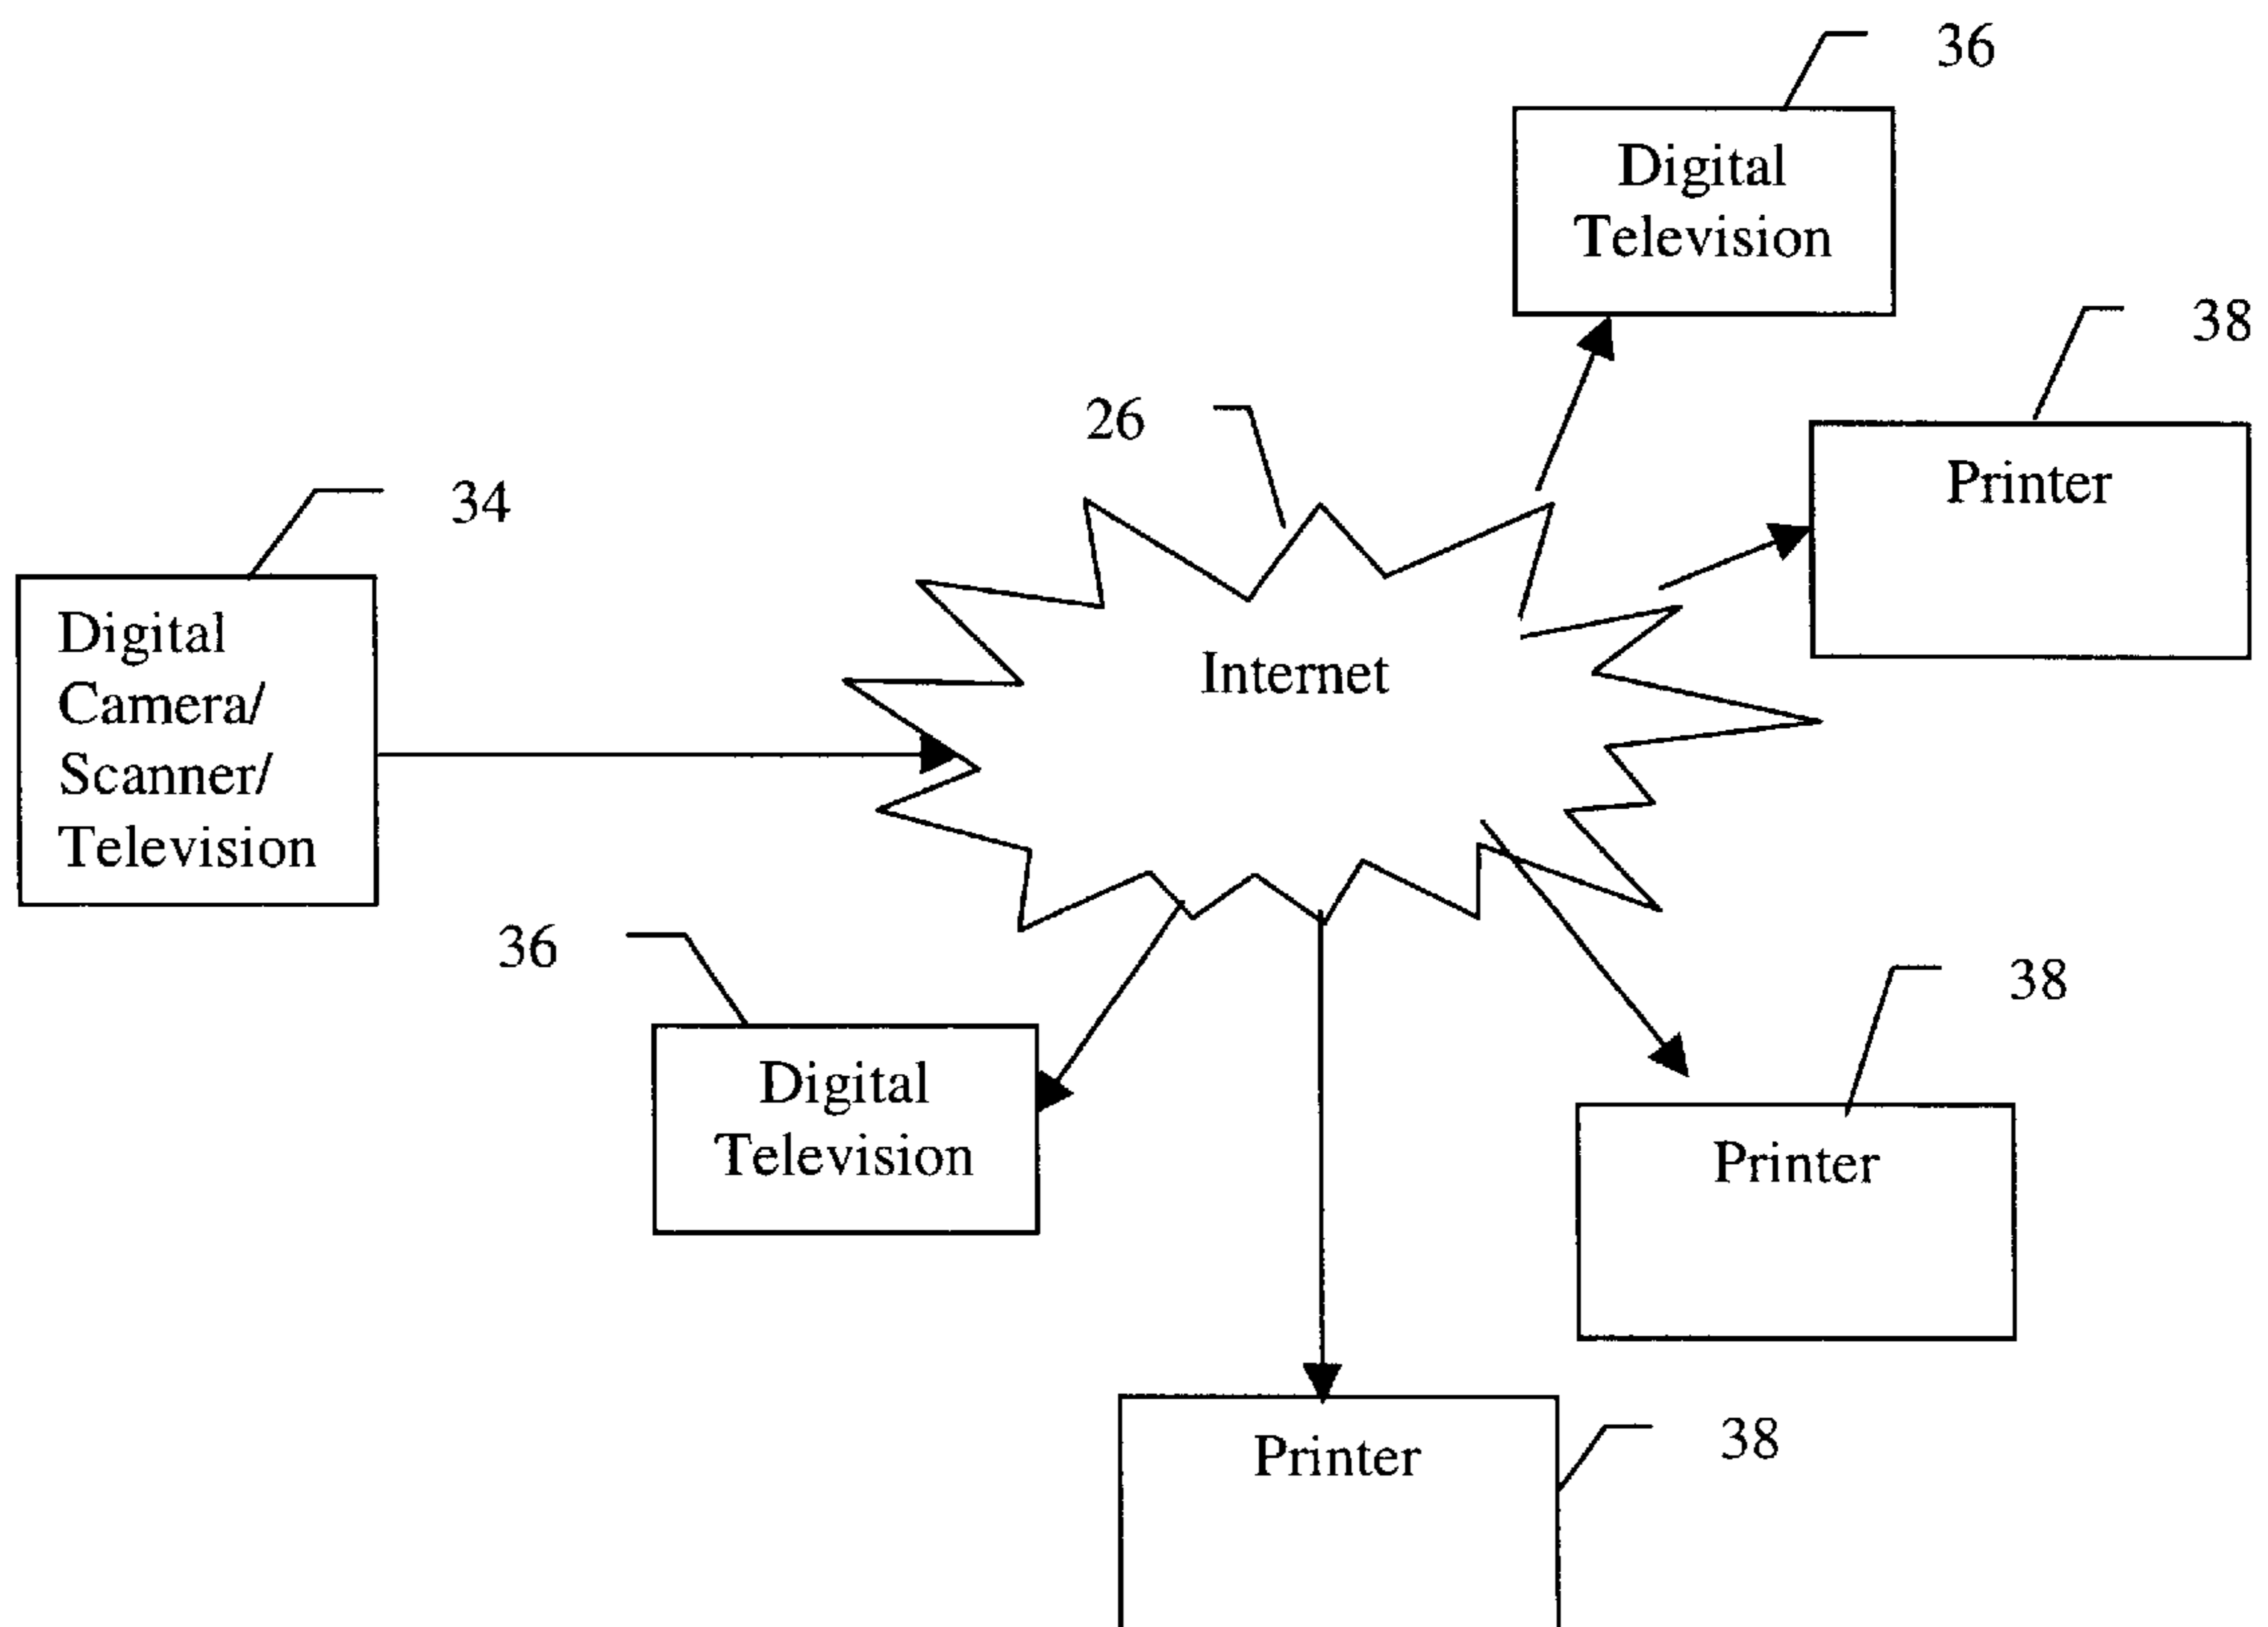 36
Digital
Television
38
Printer
26
34
Digital
Camera/
Scanner/
Television
Internet
36
Digital
Television
38
Printer
Printer
38